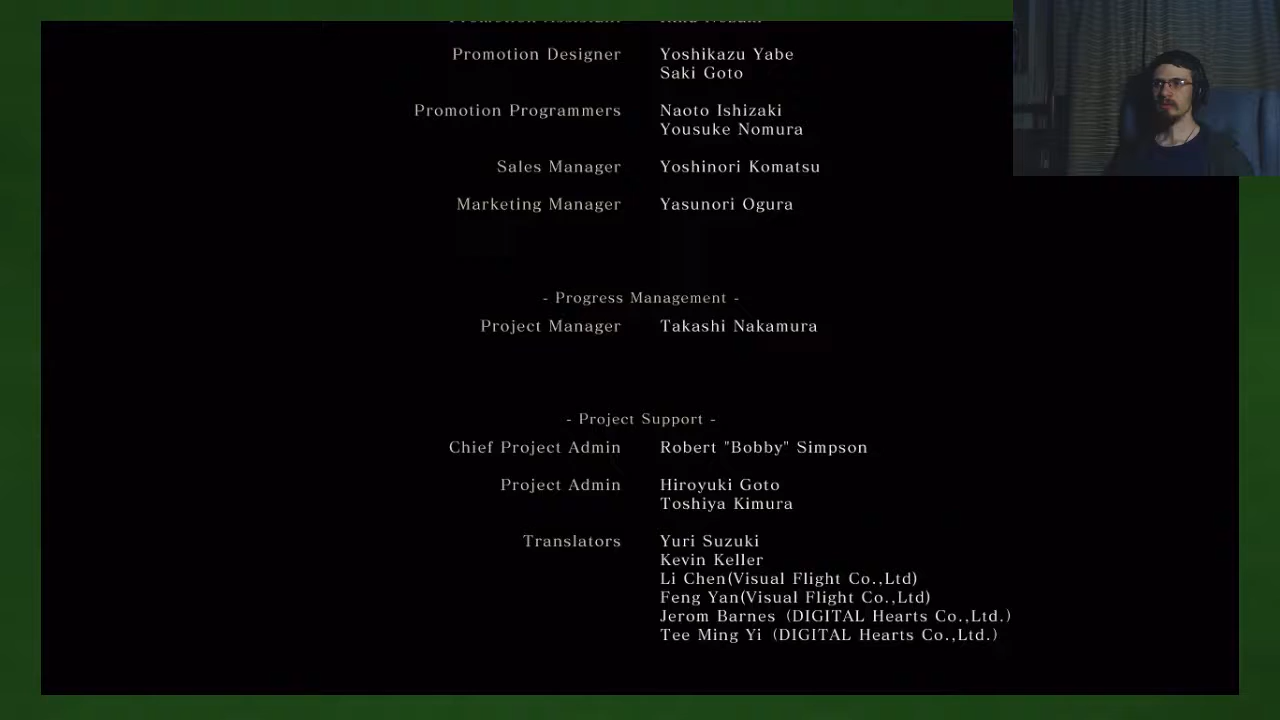 Promotion Designer Yoshikazu Yabe
Saki Goto
Promotion Programmers Naoto Ishizaki
Yousuke Nomura
Sales Manager Yoshinori Komatsu
Marketing Manager Yasunori Ogura
- Progress Management -
Project Manager Takashi Nakamura
- Project Support -
Chief Project Admin Robert "Bobby" Simpson
Project Admin Hiroyuki Goto
Toshiya Kimura
Translators Yuri Suzuki
Kevin Keller
Li Chen(Visual Flight Co.,Ltd)
Feng Yan(Visual Flight Co.,Ltd)
Jerom Barnes (DIGITAL Hearts Co.,Ltd.)
Tee Ming Yi (DIGITAL Hearts Co.,Ltd.)